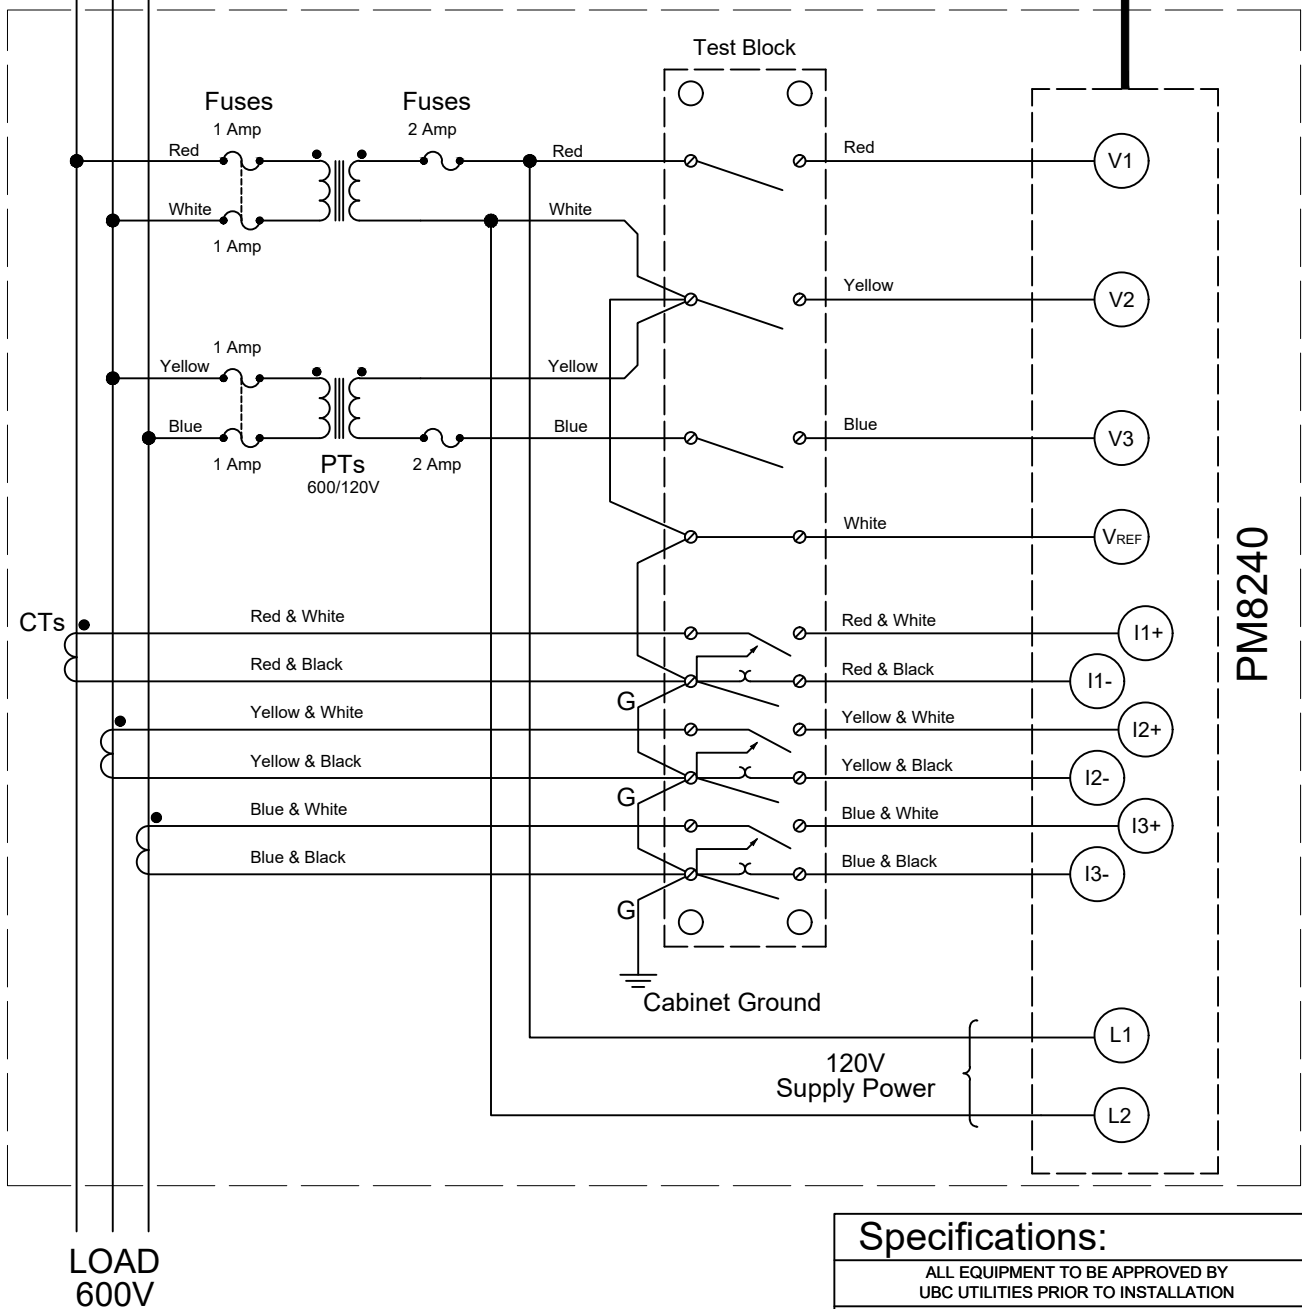 Test Block
Fuses
Fuses
1 Amp
2 Amp
Red
Red
Red
V1
White
White
1 Amp
Yellow
V2
1 Amp
Yellow
Yellow
Blue
Blue
Blue
V3
1 Amp
PTs
2 Amp
600/120V
White
VREF
PM8240
CTs
Red & White
Red & White
I1+
Red & Black
Red & Black
I1-
G
Yellow & White
Yellow & White
I2+
Yellow & Black
Yellow & Black
I2-
G
Blue & White
Blue & White
I3+
Blue & Black
Blue & Black
I3-
G
Cabinet Ground
L1
120V
Supply Power
L2
LOAD
600V
Specifications:
ALL EQUIPMENT TO BE APPROVED BY
UBC UTILITIES PRIOR TO INSTALLATION